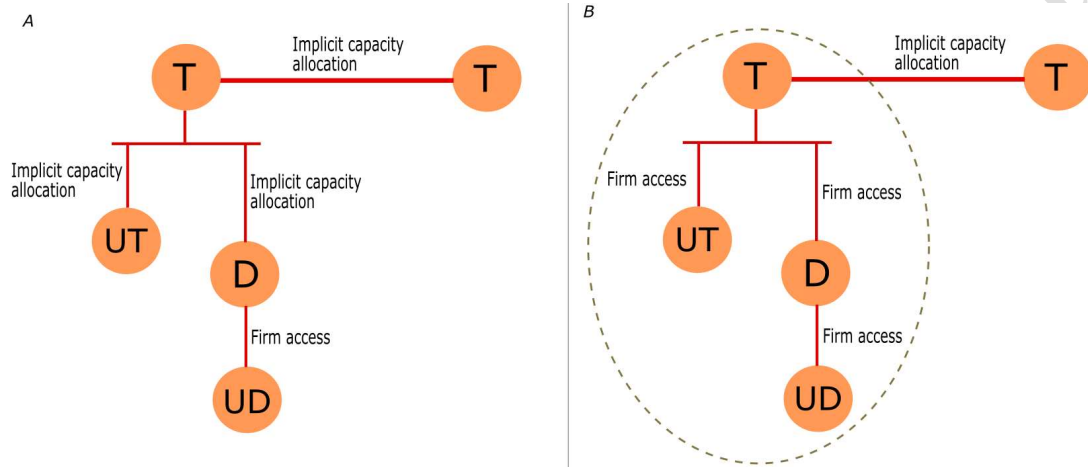 A
Implicit capacity
allocation
T
T
Implicit capacity
allocation
Implicit capacity
allocation
UT
D
Firm access
UD
B
Implicit capacity
allocation
T
T
Firm access
Firm access
UT
D
Firm access
UD